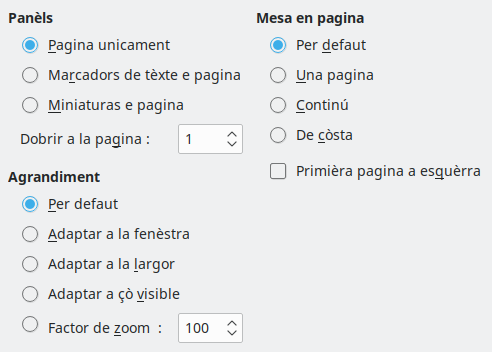 Panèls
Pagina unicament
Marcadors de tèxte e pagina
Miniaturas e pagina
Dobrir a la pagina : 1
Agrandiment
Per defaut
Adaptar a la fenèstra
Adaptar a la largor
Adaptar a çò visible
Factor de zoom : 100
Mesa en pagina
Per defaut
Una pagina
Continú
De còsta
Primièra pagina a esquèrra